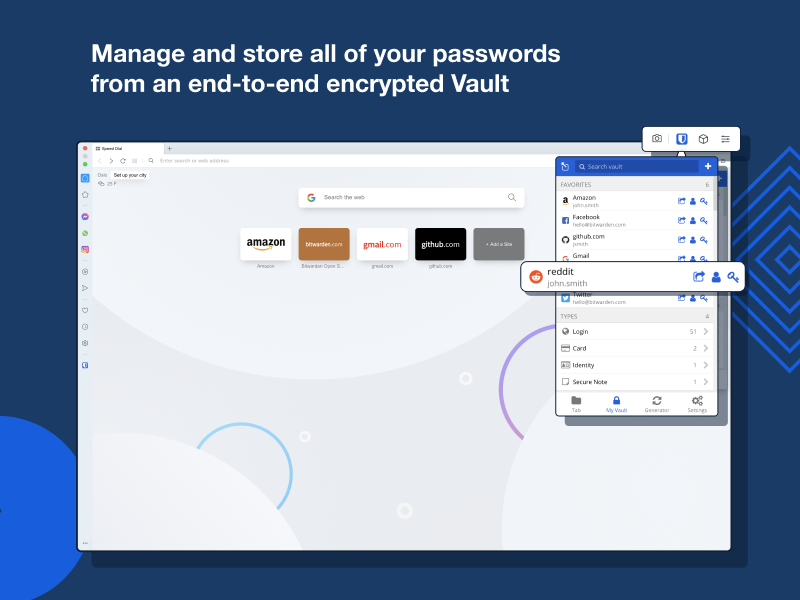 Manage and store all of your passwords
from an end-to-end encrypted Vault
Speed Dial
Enter search or web address
Oslo
Set up your city
25 F
Search the web
amazon
bitwarden.com
gmail.com
github.com
+ Add a Site
Amazon
Bitwarden Open S...
gmail.com
github.com
Search vault
FAVORITES
6
Amazon
john.smith
Facebook
hello@bitwarden.com
github.com
jsmith
Gmail
reddit
john.smith
Twitter
hello@bitwarden.com
TYPES
4
Login
51
Card
2
Identity
1
Secure Note
1
Tab
My Vault
Generator
Settings